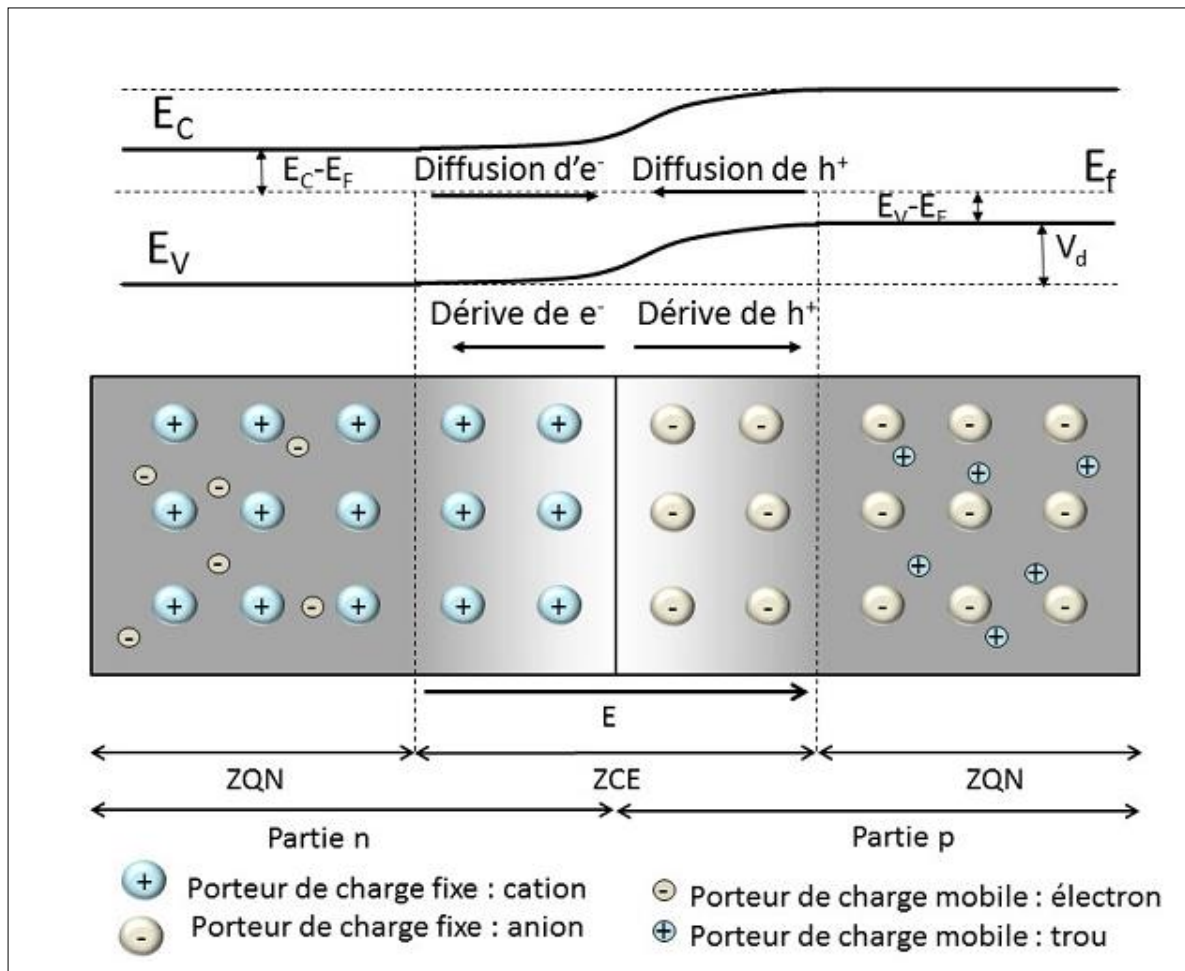 E_C
E_C-E_F
Diffusion d'e⁻
Diffusion de h⁺
E_f
E_V-E_F
E_V
V_d
Dérive de e⁻
Dérive de h⁺
+ + + + + - - - - -
- + + +
- -
+ + + + + - - - - -
- + +
+ + - + + + - - - - -
- +
E
ZQN ZCE ZQN
Partie n Partie p
+ Porteur de charge fixe : cation
- Porteur de charge fixe : anion
- Porteur de charge mobile : électron
+ Porteur de charge mobile : trou